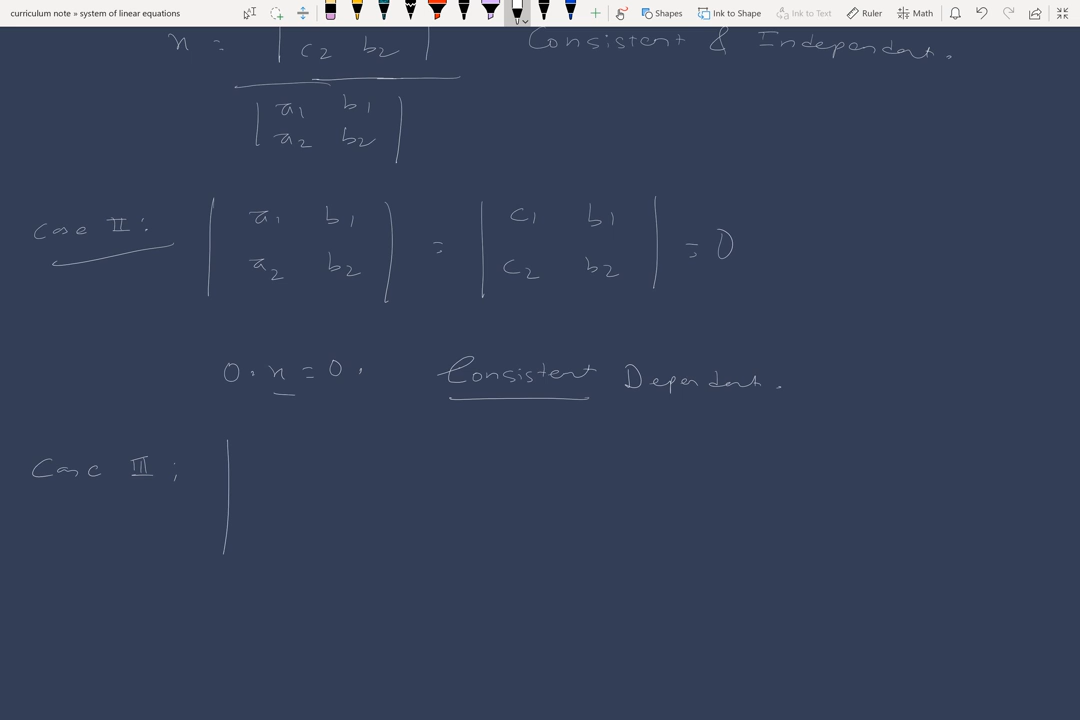 curriculum note » system of linear equations Shapes Ink to Shape Ink to Text Ruler Math
x = | c2 b2 | Consistent & Independent.
| a1 b1 |
| a2 b2 |
Case II: | a1 b1 | = | c1 b1 | = 0
| a2 b2 | | c2 b2 |
0 . x = 0 . Consistent Dependent.
Case III ; |